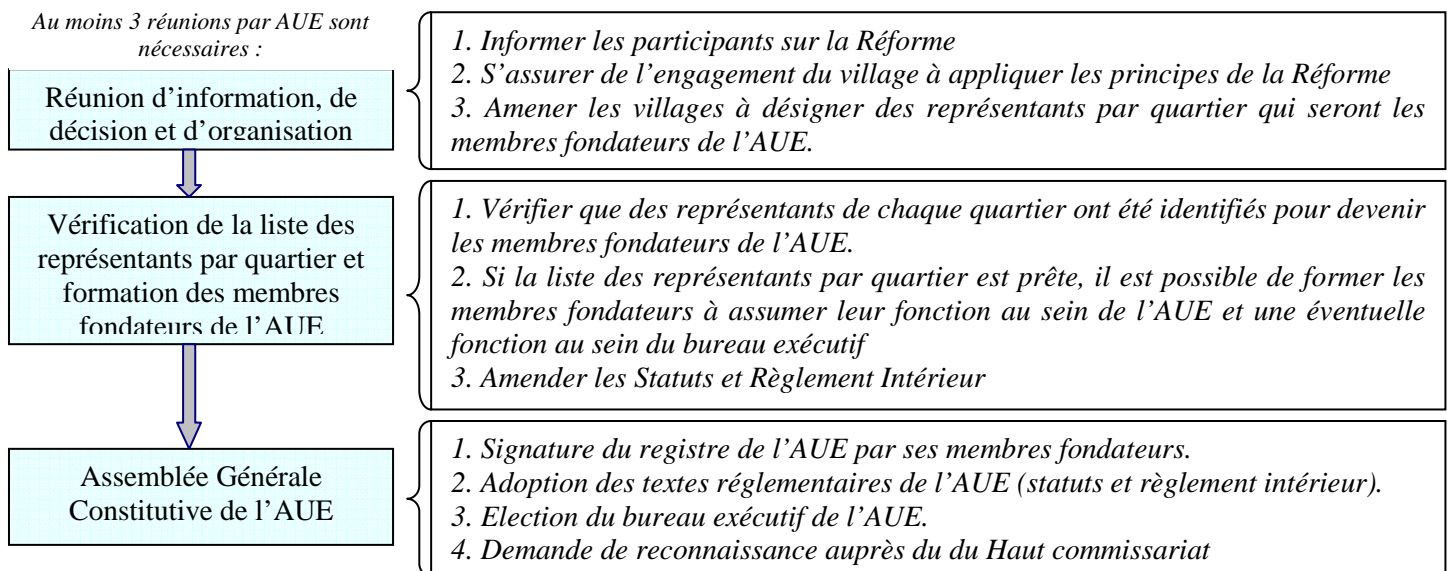 Au moins 3 réunions par AUE sont
nécessaires :
Réunion d’information, de
décision et d’organisation
1. Informer les participants sur la Réforme
2. S’assurer de l’engagement du village à appliquer les principes de la Réforme
3. Amener les villages à désigner des représentants par quartier qui seront les
membres fondateurs de l’AUE.
Vérification de la liste des
représentants par quartier et
formation des membres
fondateurs de l’AUE
1. Vérifier que des représentants de chaque quartier ont été identifiés pour devenir
les membres fondateurs de l’AUE.
2. Si la liste des représentants par quartier est prête, il est possible de former les
membres fondateurs à assumer leur fonction au sein de l’AUE et une éventuelle
fonction au sein du bureau exécutif
3. Amender les Statuts et Règlement Intérieur
Assemblée Générale
Constitutive de l’AUE
1. Signature du registre de l’AUE par ses membres fondateurs.
2. Adoption des textes réglementaires de l’AUE (statuts et règlement intérieur).
3. Election du bureau exécutif de l’AUE.
4. Demande de reconnaissance auprès du du Haut commissariat